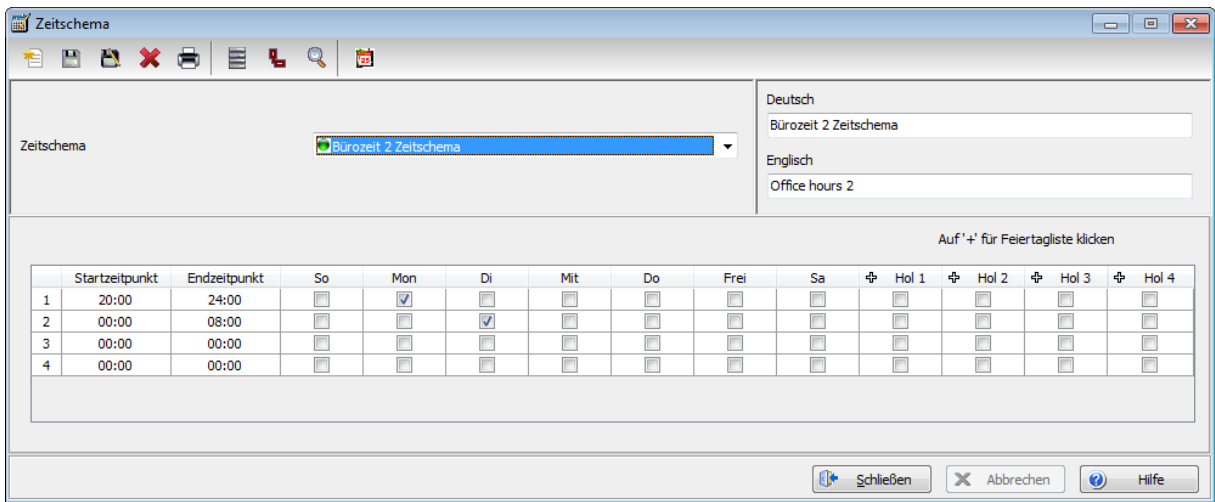 Zeitschema
23
Deutsch
Bürozeit 2 Zeitschema
Zeitschema Bürozeit 2 Zeitschema
Englisch
Office hours 2
Auf '+' für Feiertagliste klicken
Startzeitpunkt Endzeitpunkt So Mon Di Mit Do Frei Sa Hol 1 Hol 2 Hol 3 Hol 4
1 20:00 24:00
2 00:00 08:00
3 00:00 00:00
4 00:00 00:00
Schließen Abbrechen Hilfe